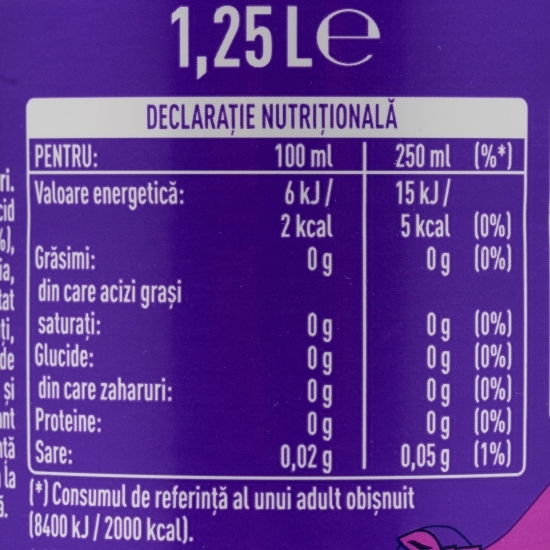 1,25 L e
DECLARAȚIE NUTRIȚIONALĂ
PENTRU: 100 ml 250 ml (%*)
Valoare energetică: 6 kJ / 15 kJ /
2 kcal 5 kcal (0%)
Grăsimi: 0 g 0 g (0%)
din care acizi grași
saturați: 0 g 0 g (0%)
Glucide: 0 g 0 g (0%)
din care zaharuri: 0 g 0 g (0%)
Proteine: 0 g 0 g (0%)
Sare: 0,02 g 0,05 g (1%)
(*) Consumul de referință al unui adult obișnuit
(8400 kJ / 2000 kcal).